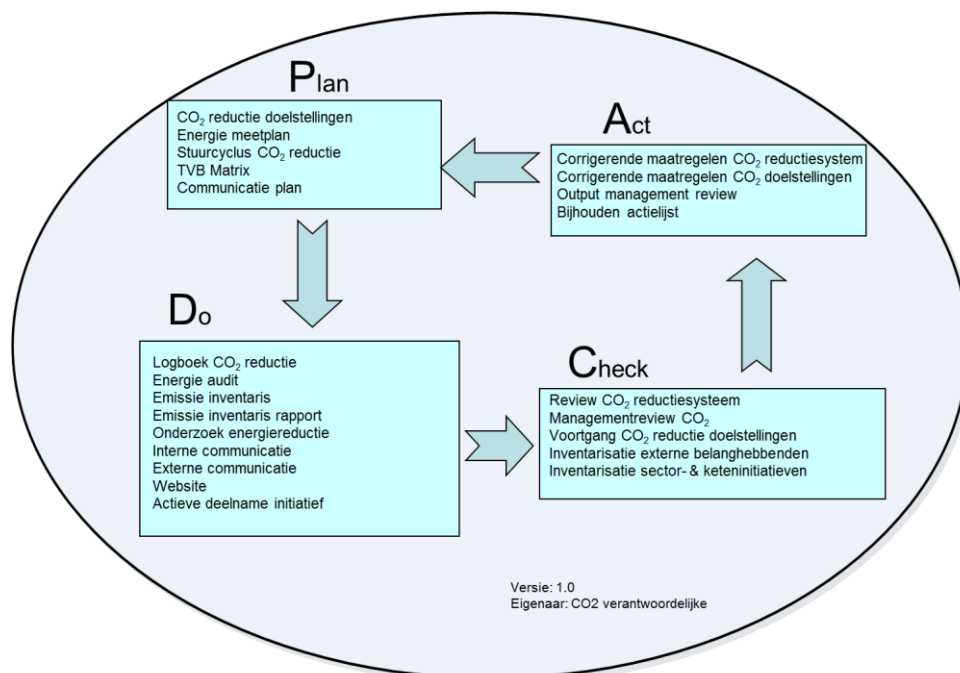 Plan
CO₂ reductie doelstellingen
Energie meetplan
Stuurcyclus CO₂ reductie
TVB Matrix
Communicatie plan
Act
Corrigerende maatregelen CO₂ reductiesystem
Corrigerende maatregelen CO₂ doelstellingen
Output management review
Bijhouden actielijst
Do
Logboek CO₂ reductie
Energie audit
Emissie inventaris
Emissie inventaris rapport
Onderzoek energiereductie
Interne communicatie
Externe communicatie
Website
Actieve deelname initiatief
Check
Review CO₂ reductiesysteem
Managementreview CO₂
Voortgang CO₂ reductie doelstellingen
Inventarisatie externe belanghebbenden
Inventarisatie sector- & keteninitiatieven
Versie: 1.0
Eigenaar: CO2 verantwoordelijke